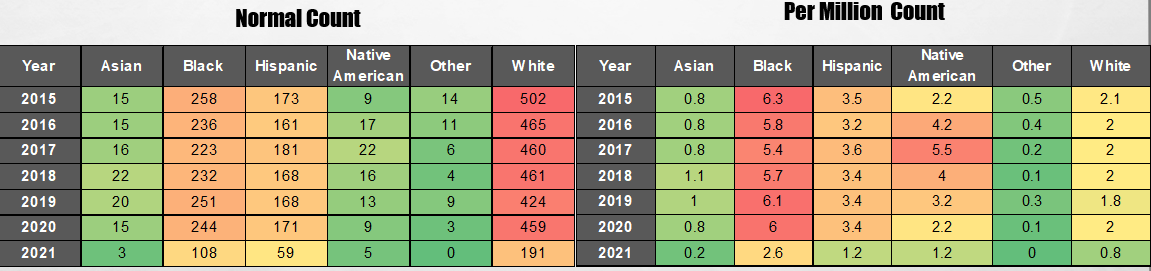 Normal Count
Per Million Count
Year Asian Black Hispanic Native American Other White
2015 15 258 173 9 14 502
2016 15 236 161 17 11 465
2017 16 223 181 22 6 460
2018 22 232 168 16 4 461
2019 20 251 168 13 9 424
2020 15 244 171 9 3 459
2021 3 108 59 5 0 191
Year Asian Black Hispanic Native American Other White
2015 0.8 6.3 3.5 2.2 0.5 2.1
2016 0.8 5.8 3.2 4.2 0.4 2
2017 0.8 5.4 3.6 5.5 0.2 2
2018 1.1 5.7 3.4 4 0.1 2
2019 1 6.1 3.4 3.2 0.3 1.8
2020 0.8 6 3.4 2.2 0.1 2
2021 0.2 2.6 1.2 1.2 0 0.8